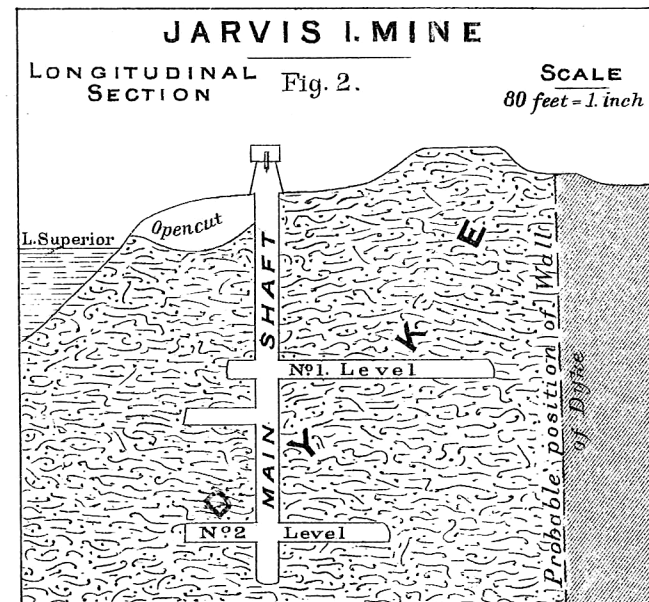 JARVIS I. MINE
LONGITUDINAL
SECTION
Fig. 2.
SCALE
80 feet = 1. inch
L. Superior
Opencut
MAIN SHAFT
DYKE
Nº1. Level
Nº2 Level
Probable position of Wall
of Dyke